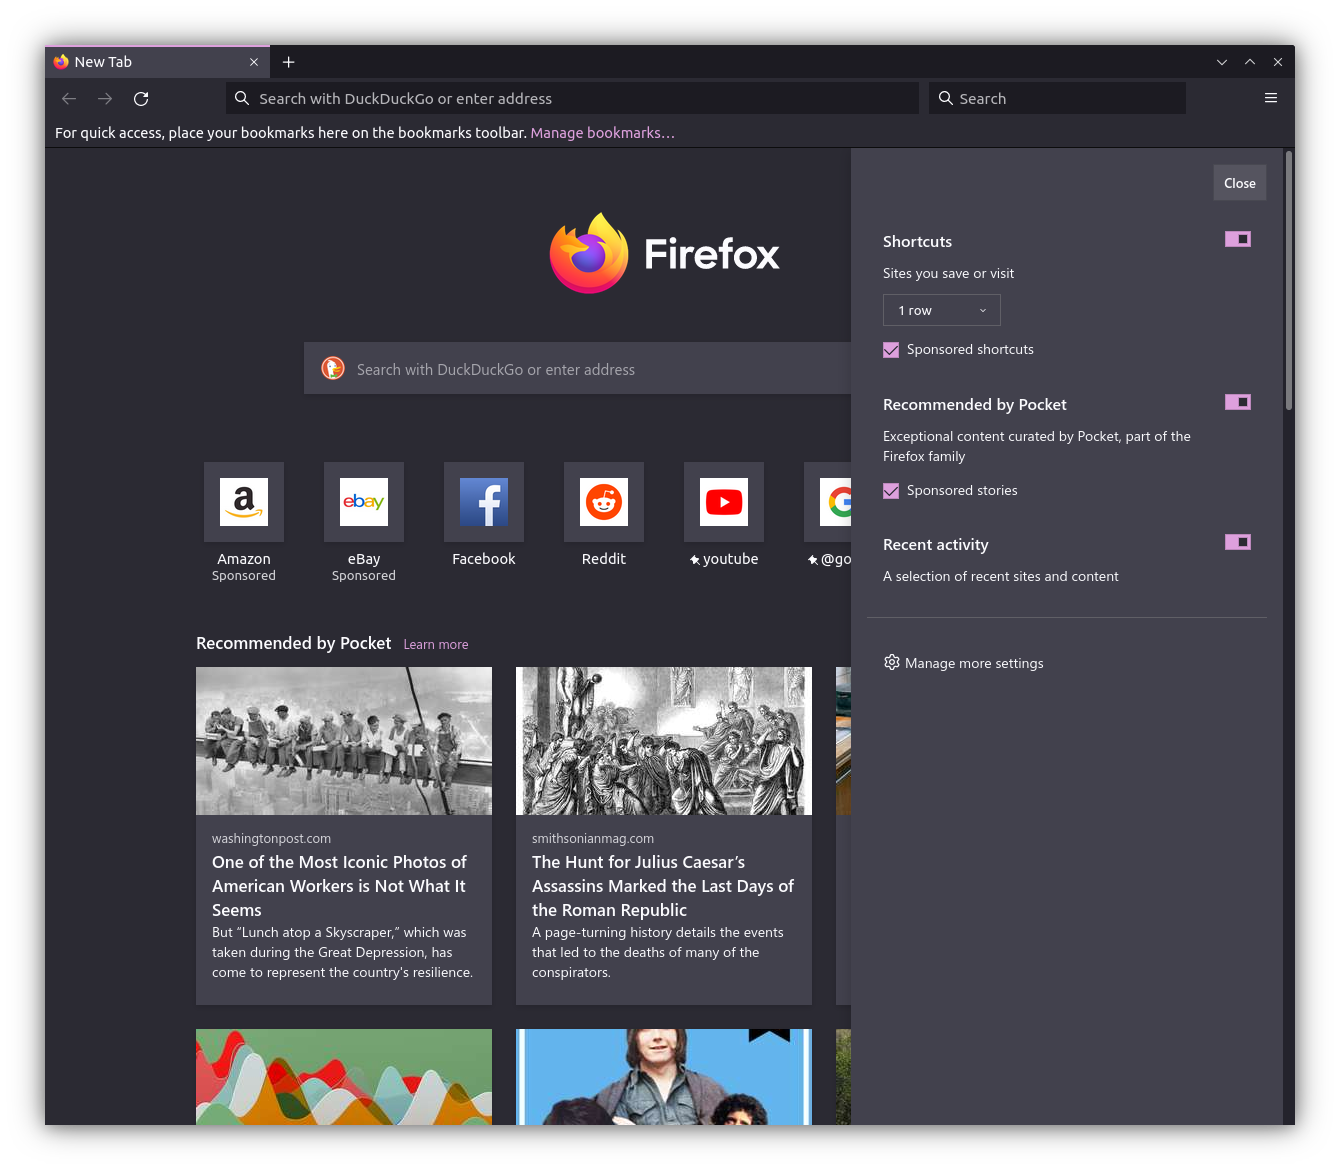 New Tab
Search with DuckDuckGo or enter address
Search
For quick access, place your bookmarks here on the bookmarks toolbar. Manage bookmarks…
Close
Firefox
Search with DuckDuckGo or enter address
Amazon
Sponsored
eBay
Sponsored
Facebook
Reddit
youtube
@go
Recommended by Pocket Learn more
washingtonpost.com
One of the Most Iconic Photos of
American Workers is Not What It
Seems
But “Lunch atop a Skyscraper,” which was
taken during the Great Depression, has
come to represent the country's resilience.
smithsonianmag.com
The Hunt for Julius Caesar’s
Assassins Marked the Last Days of
the Roman Republic
A page-turning history details the events
that led to the deaths of many of the
conspirators.
Shortcuts
Sites you save or visit
1 row
Sponsored shortcuts
Recommended by Pocket
Exceptional content curated by Pocket, part of the
Firefox family
Sponsored stories
Recent activity
A selection of recent sites and content
Manage more settings